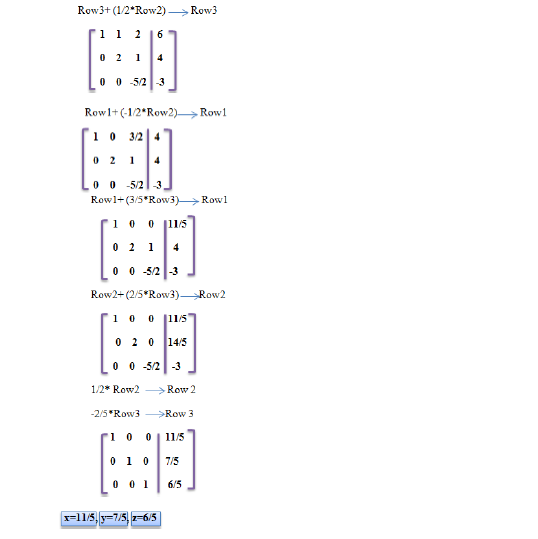 Row3+ (1/2*Row2) → Row3
1 1 2 | 6
0 2 1 | 4
0 0 -5/2 | -3
Row1+(-1/2*Row2) → Row1
1 0 3/2 | 4
0 2 1 | 4
0 0 -5/2 | -3
Row1+(3/5*Row3) → Row1
1 0 0 | 11/5
0 2 1 | 4
0 0 -5/2 | -3
Row2+(2/5*Row3) → Row2
1 0 0 | 11/5
0 2 0 | 14/5
0 0 -5/2 | -3
1/2* Row2 → Row 2
-2/5*Row3 → Row 3
1 0 0 | 11/5
0 1 0 | 7/5
0 0 1 | 6/5
x=11/5, y=7/5, z=6/5